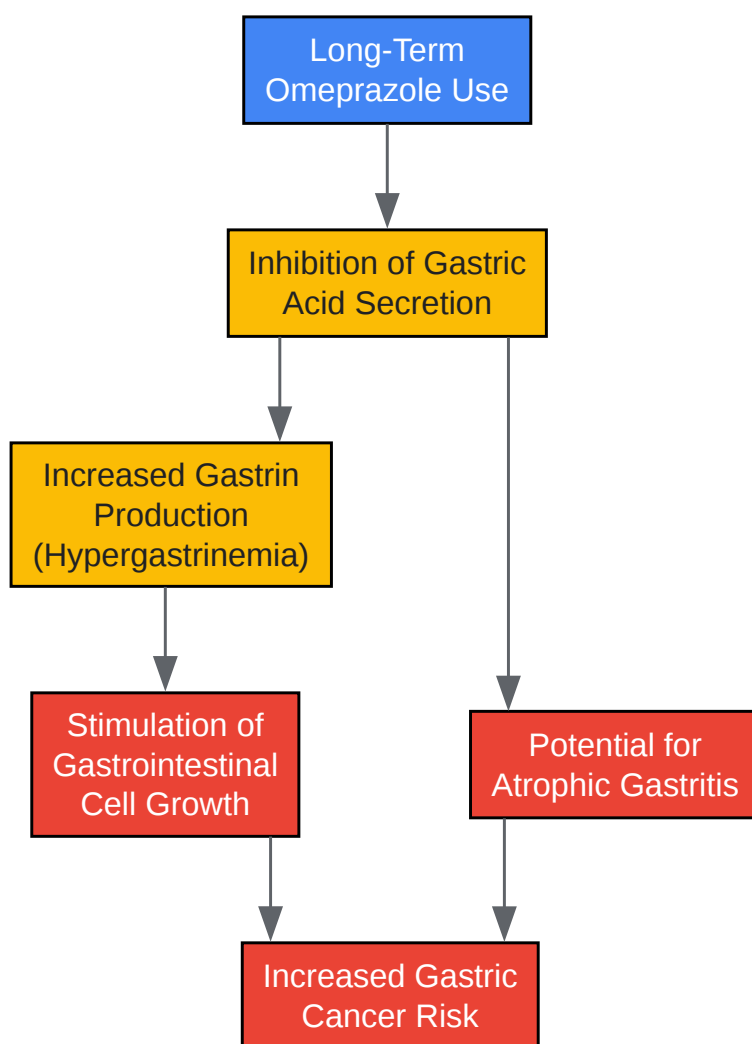 Long-Term
Omeprazole Use
Inhibition of Gastric
Acid Secretion
Increased Gastrin
Production
(Hypergastrinemia)
Stimulation of
Gastrointestinal
Cell Growth
Potential for
Atrophic Gastritis
Increased Gastric
Cancer Risk